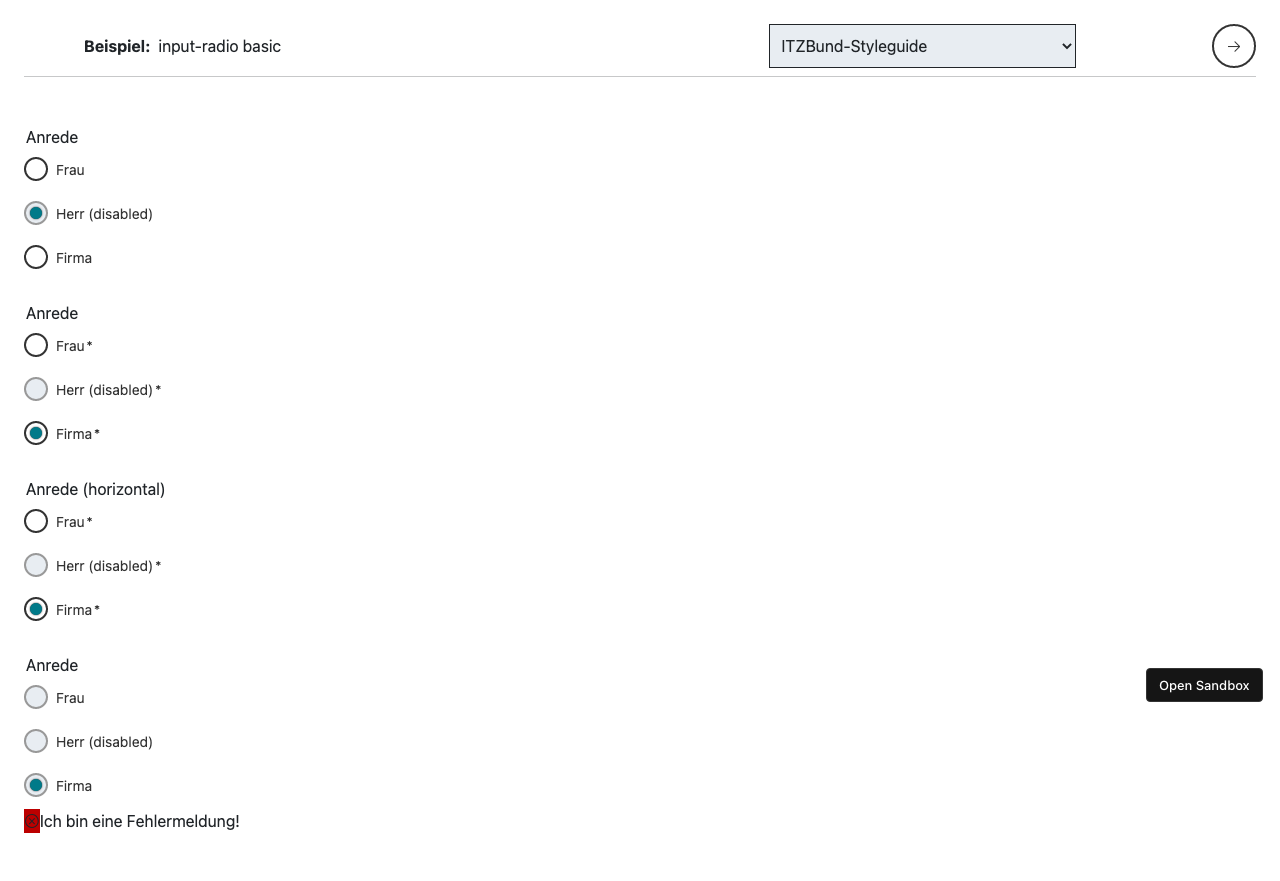 Beispiel: input-radio basic
ITZBund-Styleguide
Anrede
Frau
Herr (disabled)
Firma
Anrede
Frau*
Herr (disabled)*
Firma*
Anrede (horizontal)
Frau*
Herr (disabled)*
Firma*
Anrede
Open Sandbox
Frau
Herr (disabled)
Firma
Ich bin eine Fehlermeldung!